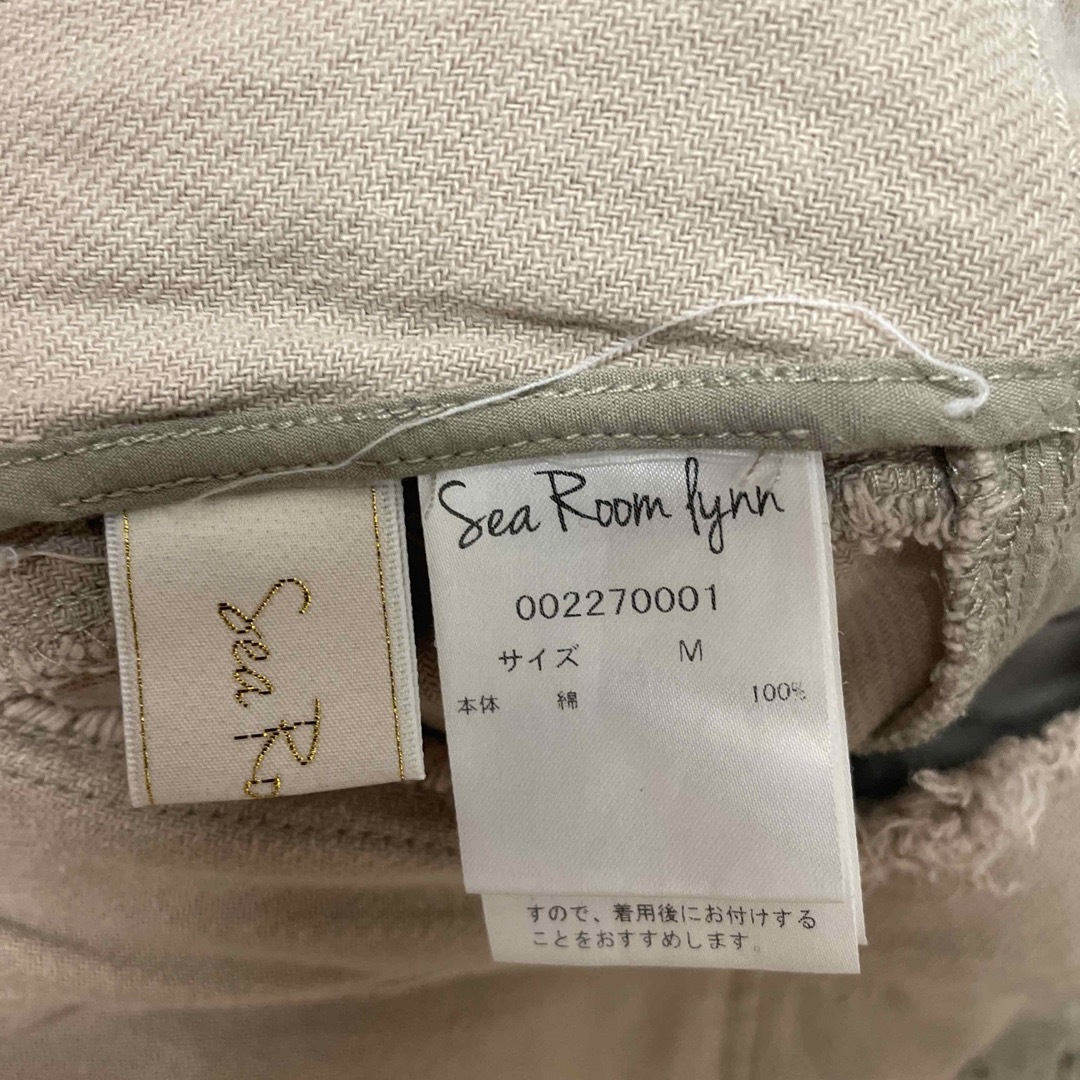 Sea Room lynn
002270001
サイズ M
本体 綿 100%
すので、着用後にお付けする
ことをおすすめします。
Sea